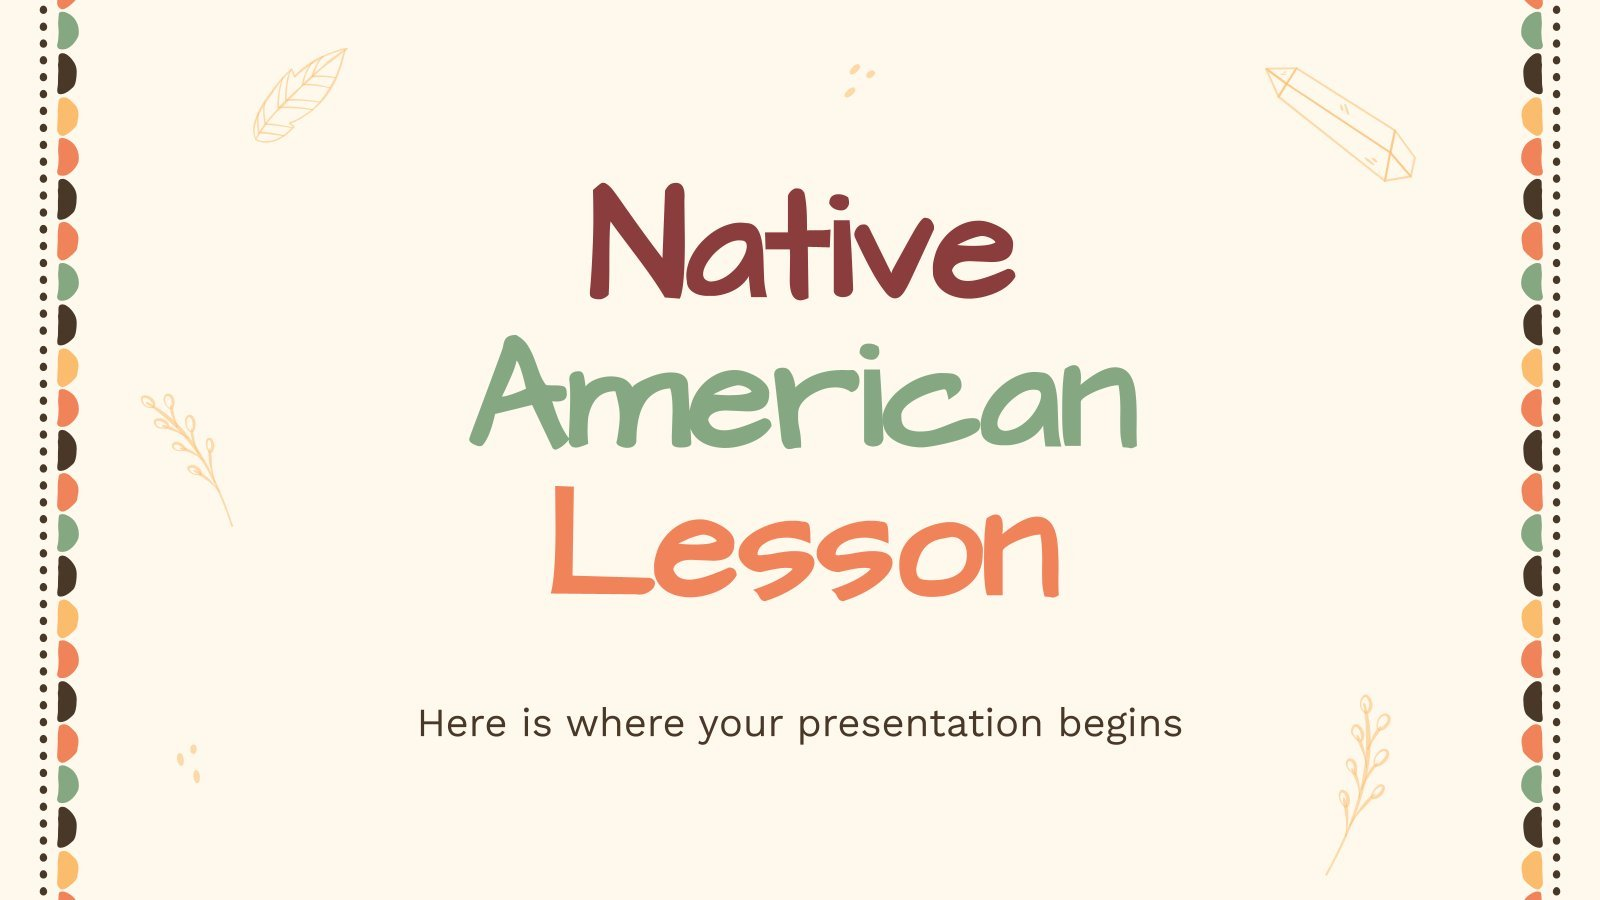 Native
American
Lesson
Here is where your presentation begins